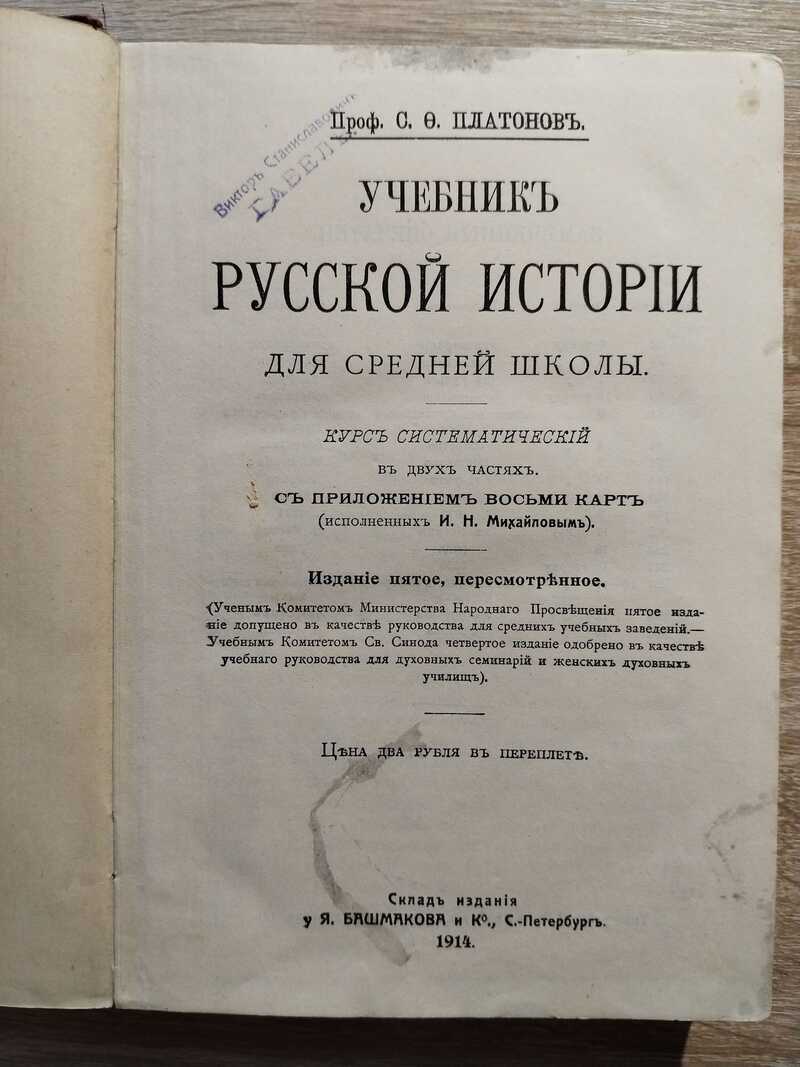 Проф. С. Ѳ. ПЛАТОНОВЪ.
Викторъ Станиславовичъ
УЧЕБНИКЪ
РУССКОЙ ИСТОРІИ
ДЛЯ СРЕДНЕЙ ШКОЛЫ.
КУРСЪ СИСТЕМАТИЧЕСКІЙ
ВЪ ДВУХЪ ЧАСТЯХЪ.
СЪ ПРИЛОЖЕНІЕМЪ ВОСЬМИ КАРТЪ
(исполненныхъ И. Н. Михайловымъ).
Изданіе пятое, пересмотрѣнное.
(Ученымъ Комитетомъ Министерства Народнаго Просвѣщенія пятое изда-
ніе допущено въ качествѣ руководства для среднихъ учебныхъ заведеній.—
Учебнымъ Комитетомъ Св. Синода четвертое изданіе одобрено въ качествѣ
учебнаго руководства для духовныхъ семинарій и женскихъ духовныхъ
училищъ).
Цѣна два рубля въ переплетѣ.
Складъ изданія
у Я. БАШМАКОВА и Кº., С.-Петербургъ.
1914.